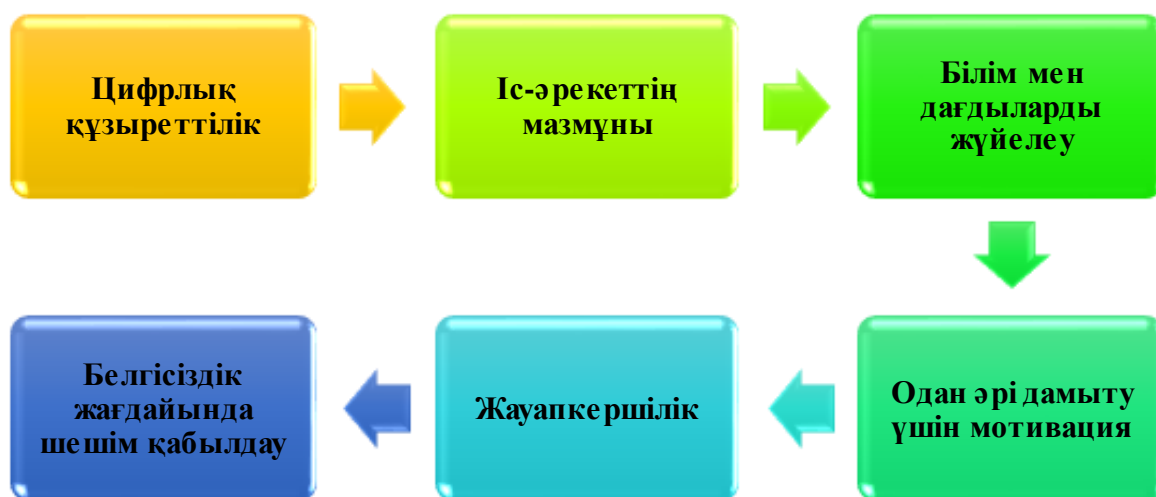 Цифрлық
құзыреттілік
Іс-әрекеттің
мазмұны
Білім мен
дағдыларды
жүйелеу
Одан әрі дамыту
үшін мотивация
Жауапкершілік
Белгісіздік
жағдайында
шешім қабылдау